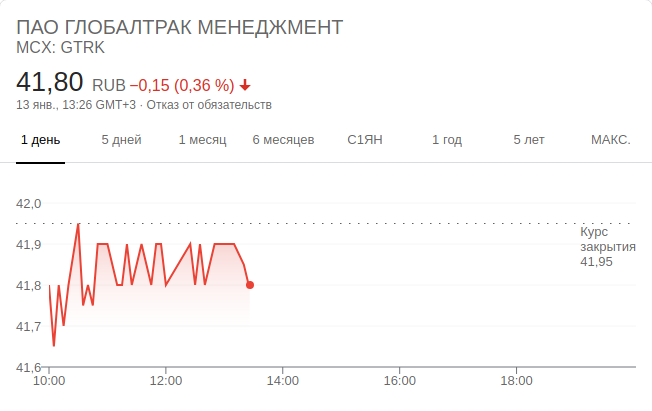 ПАО ГЛОБАЛТРАК МЕНЕДЖМЕНТ
MCX: GTRK
41,80 RUB −0,15 (0,36 %)
13 янв., 13:26 GMT+3 · Отказ от обязательств
1 день 5 дней 1 месяц 6 месяцев С1ЯН 1 год 5 лет МАКС.
42,0
Курс
закрытия
41,95
41,9
41,8
41,7
41,6
10:00 12:00 14:00 16:00 18:00